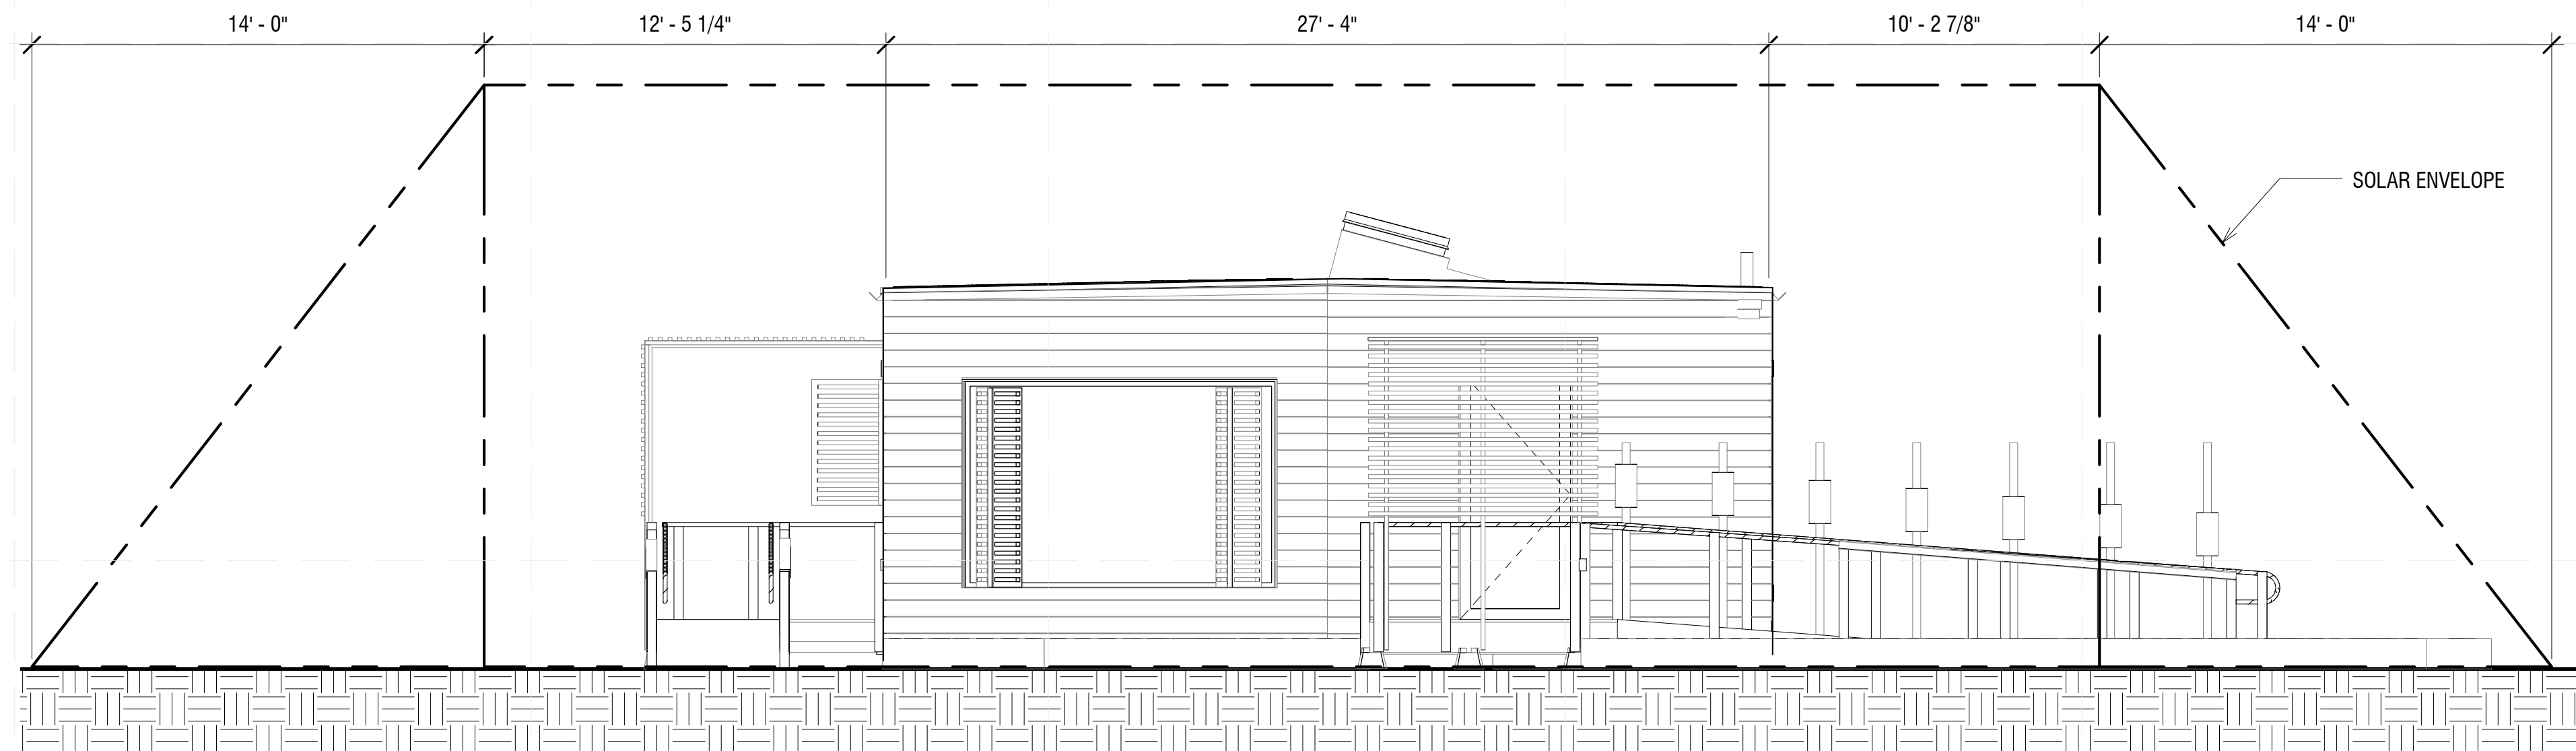 14' - 0"
12' - 5 1/4"
27' - 4"
10' - 2 7/8"
14' - 0"
SOLAR ENVELOPE